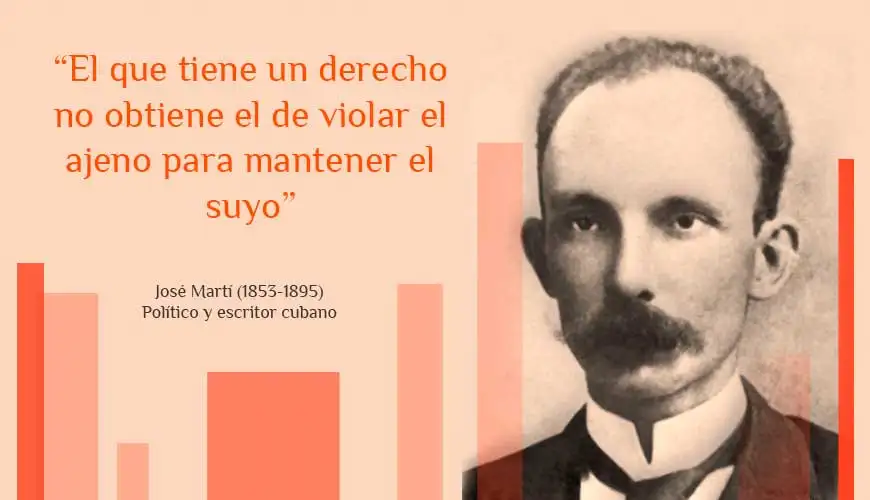 “El que tiene un derecho
no obtiene el de violar el
ajeno para mantener el
suyo”
José Martí (1853-1895)
Político y escritor cubano